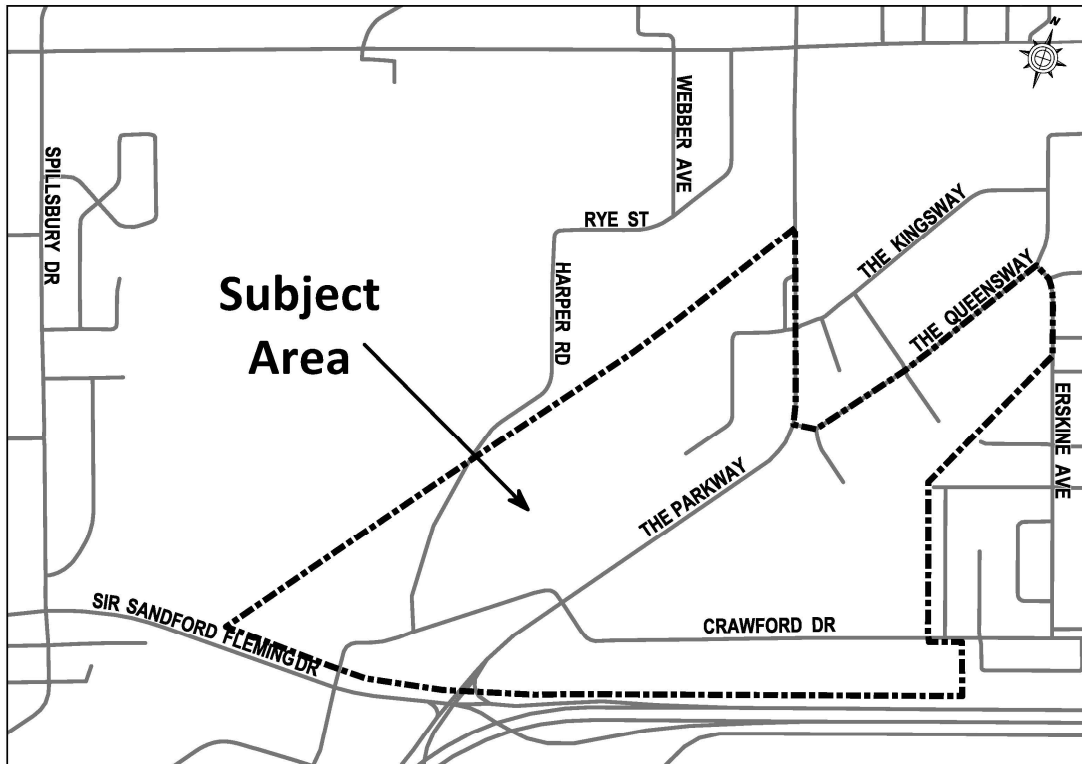 N
WEBBER AVE
SPILLSBURY DR
RYE ST
THE KINGSWAY
HARPER RD
THE QUEENSWAY
Subject
Area
ERSKINE AVE
THE PARKWAY
SIR SANDFORD FLEMING DR
CRAWFORD DR